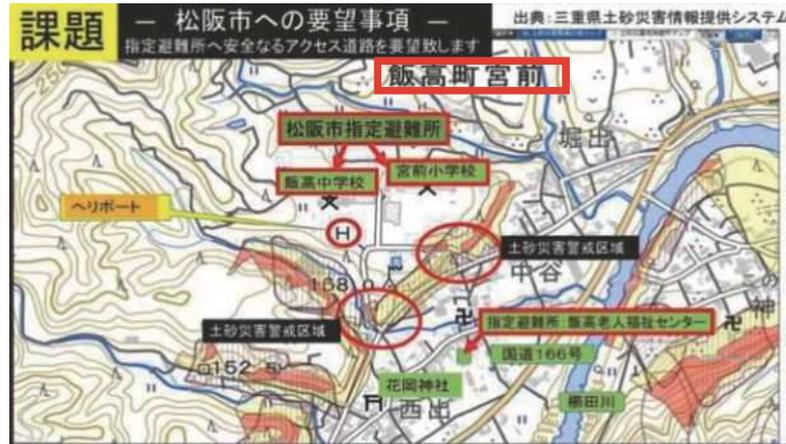 課題
― 松阪市への要望事項 ―
指定避難所へ安全なるアクセス道路を要望致します
出典：三重県土砂災害情報提供システム
飯高町宮前
松阪市指定避難所
堀出
飯高中学校
宮前小学校
ヘリポート
H
土砂災害警戒区域
中谷
158.0
指定避難所：飯高老人福祉センター
神
土砂災害警戒区域
国道166号
152.5
花岡神社
西出
櫛田川